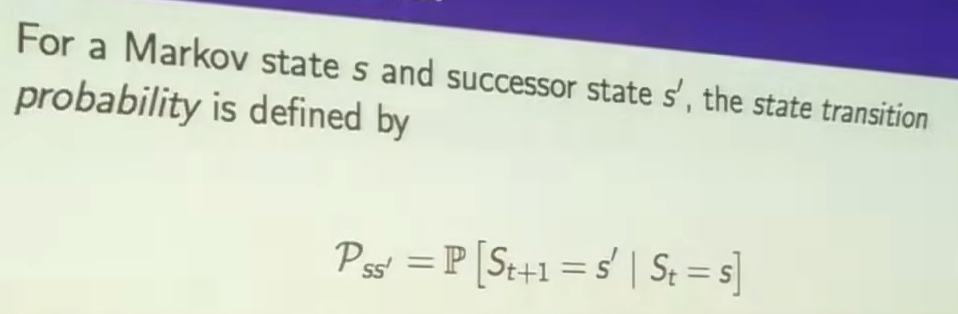 For a Markov state s and successor state s′, the state transition
probability is defined by
𝒫ss′ = ℙ [St+1 = s′ | St = s]